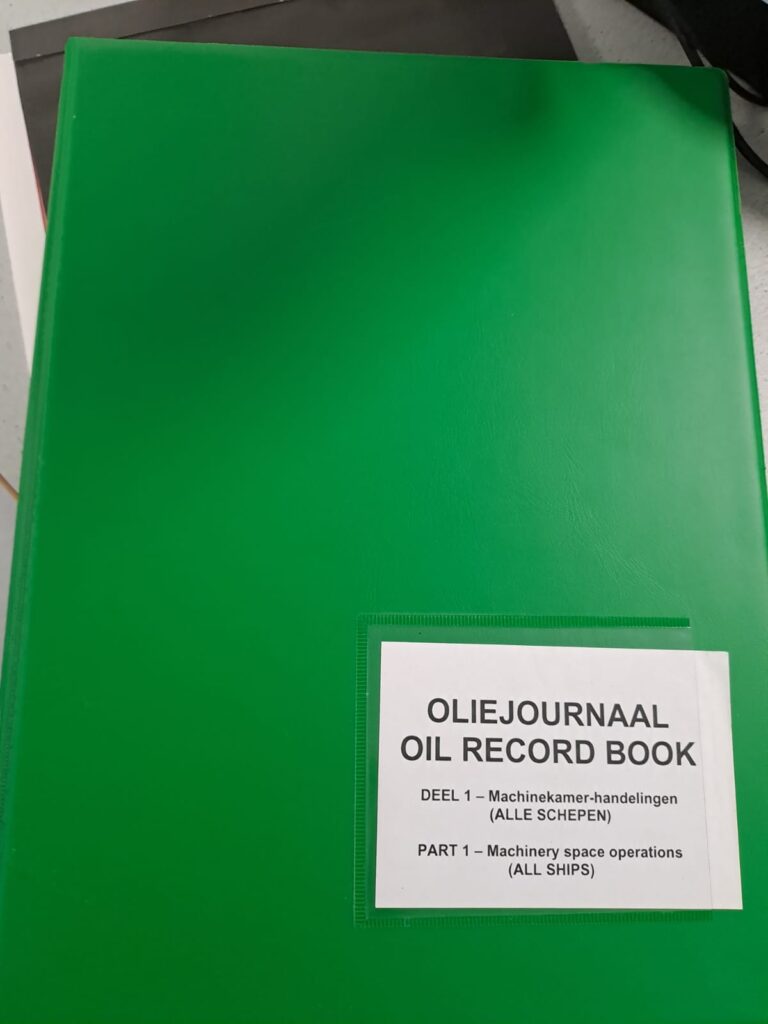 OLIEJOURNAAL
OIL RECORD BOOK
DEEL 1 – Machinekamer-handelingen
(ALLE SCHEPEN)
PART 1 – Machinery space operations
(ALL SHIPS)